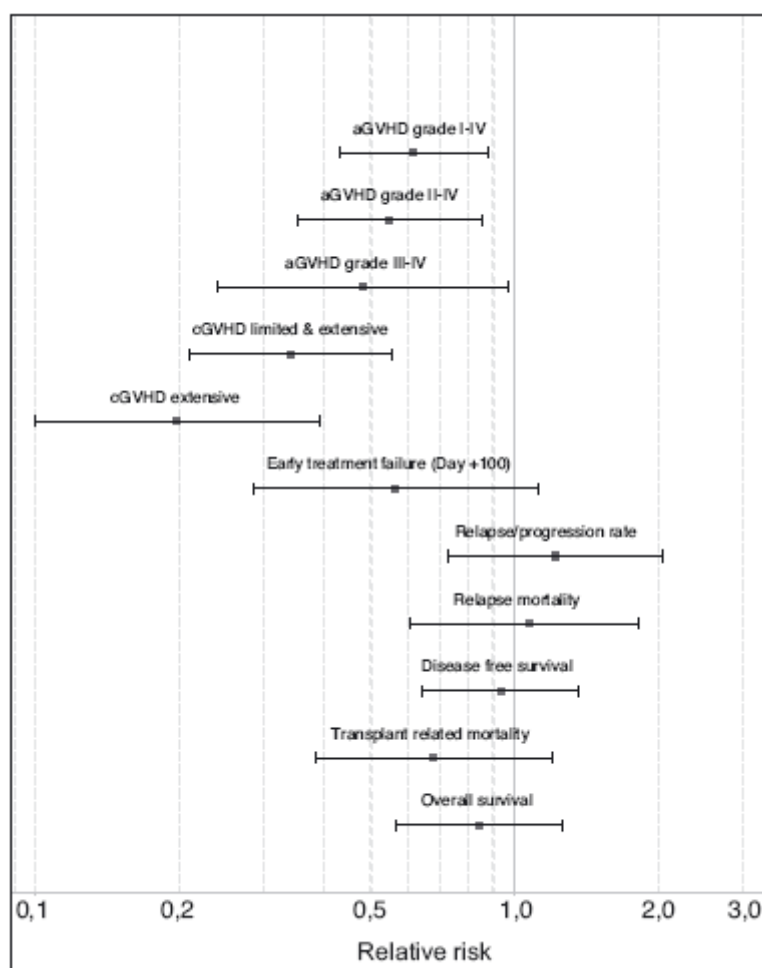 aGVHD grade I-IV
aGVHD grade II-IV
aGVHD grade III-IV
cGVHD limited & extensive
cGVHD extensive
Early treatment failure (Day +100)
Relapse/progression rate
Relapse mortality
Disease free survival
Transplant related mortality
Overall survival
0,1 0,2 0,5 1,0 2,0 3,0
Relative risk